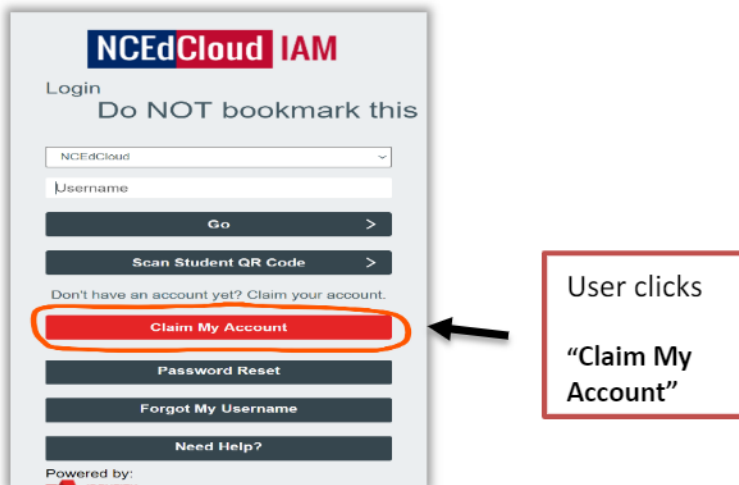 NCEdCloud IAM
Login
Do NOT bookmark this
NCEdCloud
Username
Go >
Scan Student QR Code >
Don't have an account yet? Claim your account.
Claim My Account
Password Reset
Forgot My Username
Need Help?
Powered by:
User clicks
“Claim My
Account”